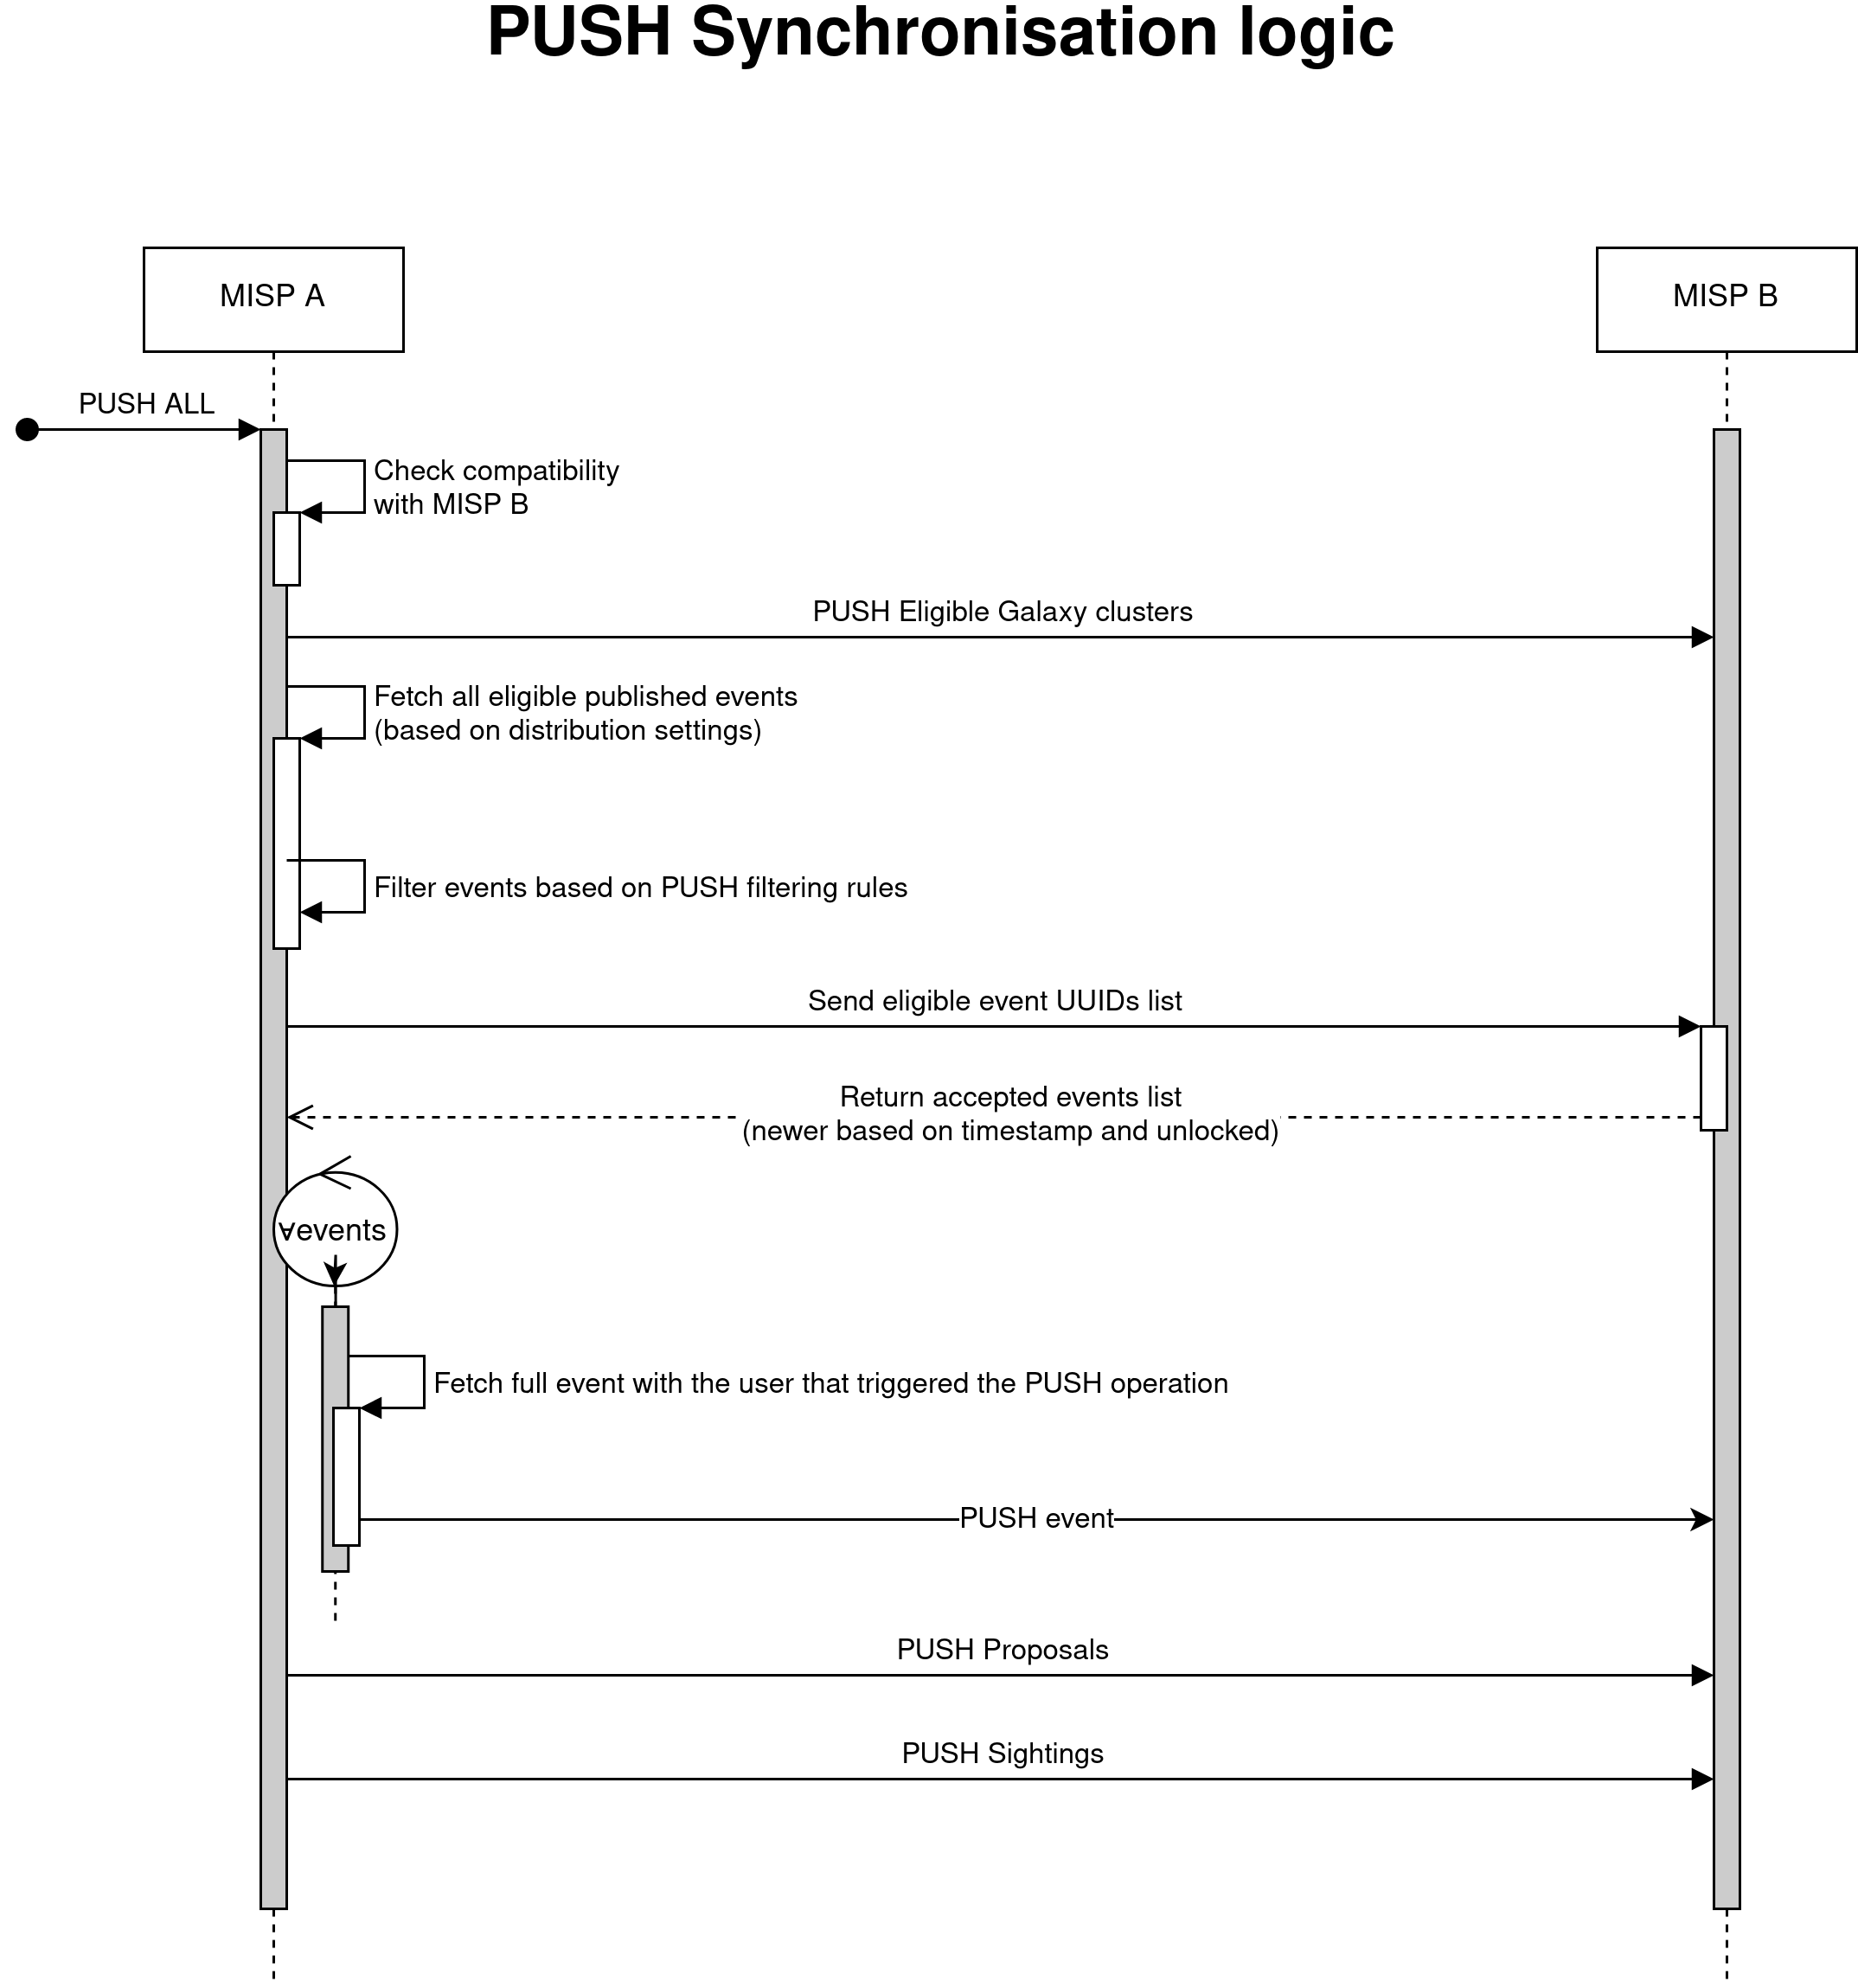 PUSH Synchronisation logic
MISP A
MISP B
PUSH ALL
Check compatibility
with MISP B
PUSH Eligible Galaxy clusters
Fetch all eligible published events
(based on distribution settings)
Filter events based on PUSH filtering rules
Send eligible event UUIDs list
Return accepted events list
(newer based on timestamp and unlocked)
∀events
Fetch full event with the user that triggered the PUSH operation
PUSH event
PUSH Proposals
PUSH Sightings